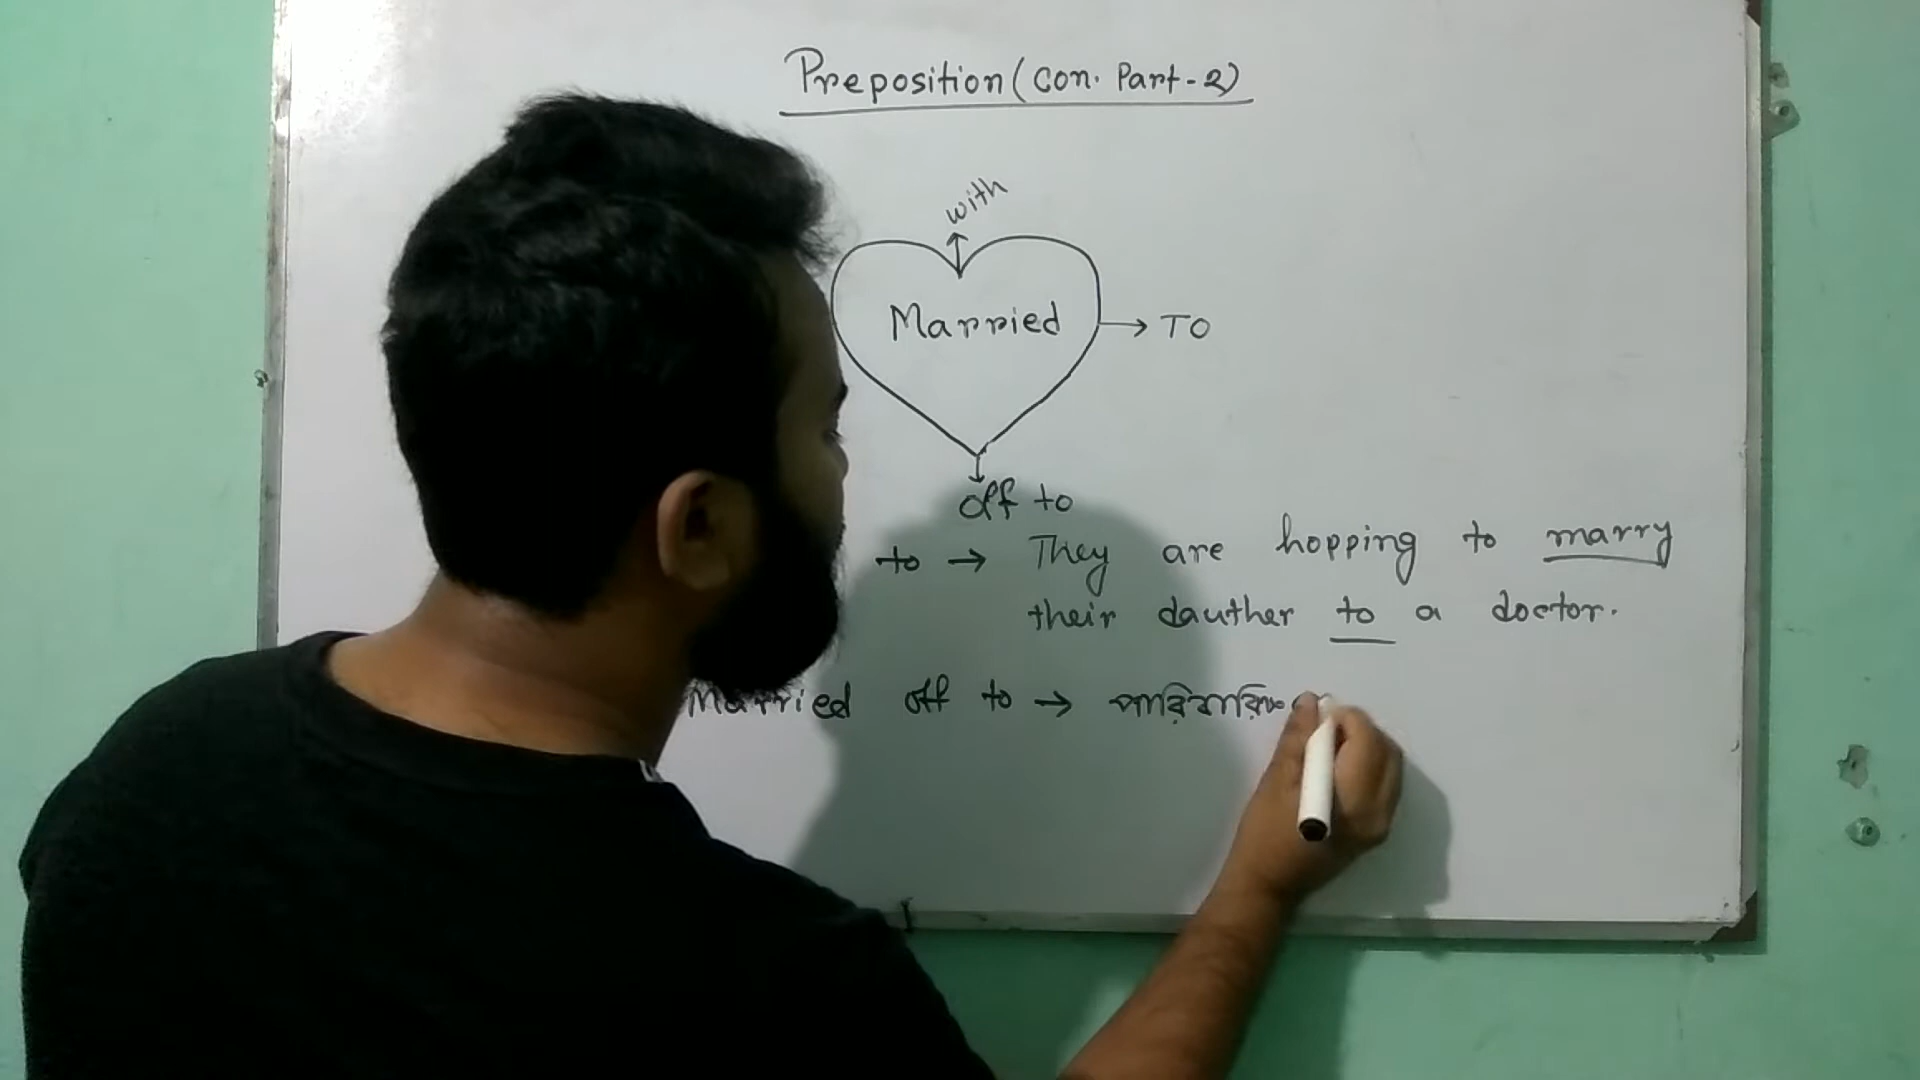 Preposition (con. Part-2)
with
Married
TO
off to
to → They are hopping to marry
their dauther to a doctor.
Married off to → পারিবারিক